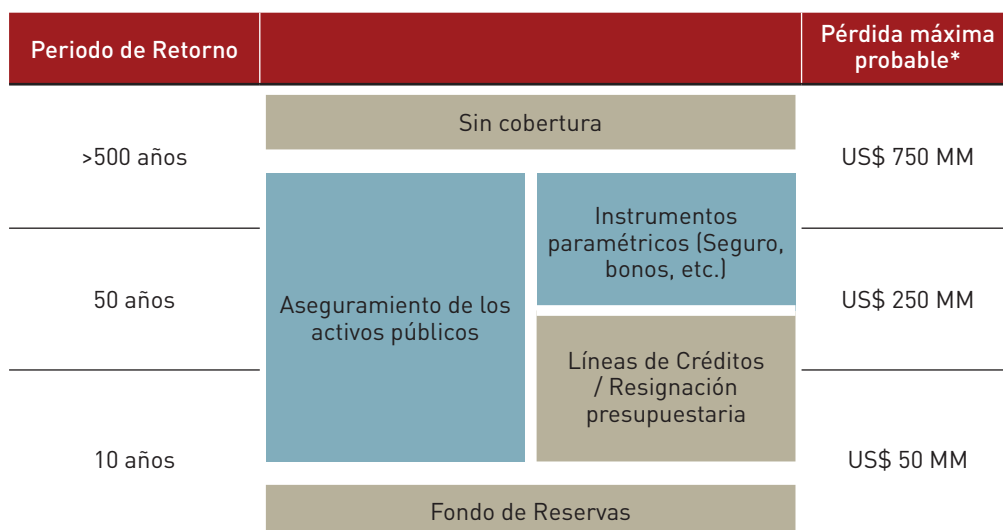 Periodo de Retorno
Pérdida máxima
probable*
Sin cobertura
>500 años
US$ 750 MM
Instrumentos
paramétricos (Seguro,
bonos, etc.)
50 años
US$ 250 MM
Aseguramiento de los
activos públicos
Líneas de Créditos
/ Resignación
presupuestaria
10 años
US$ 50 MM
Fondo de Reservas